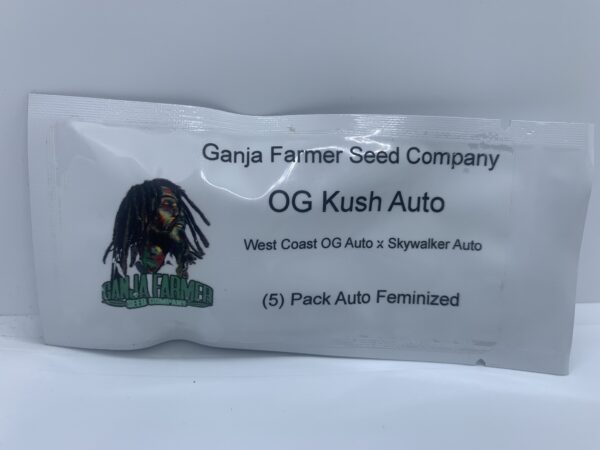 Ganja Farmer Seed Company
OG Kush Auto
West Coast OG Auto x Skywalker Auto
(5) Pack Auto Feminized
GANJA FARMER
SEED COMPANY